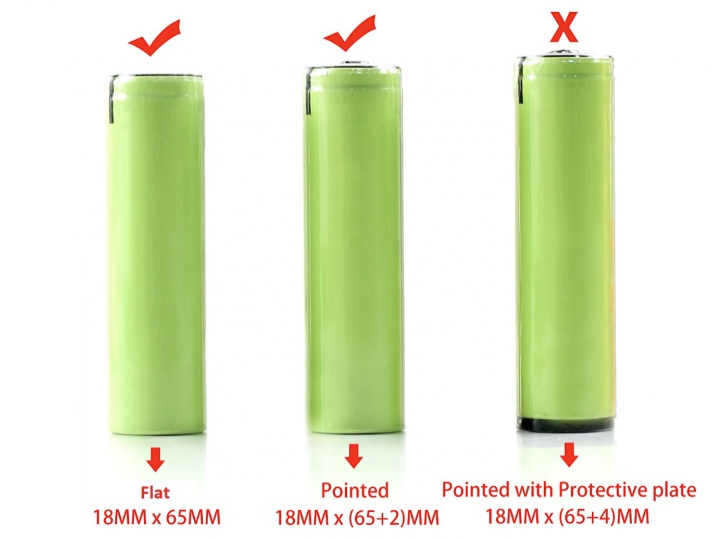 X
Flat
Pointed
Pointed with Protective plate
18MM x 65MM
18MM x (65+2)MM
18MM x (65+4)MM